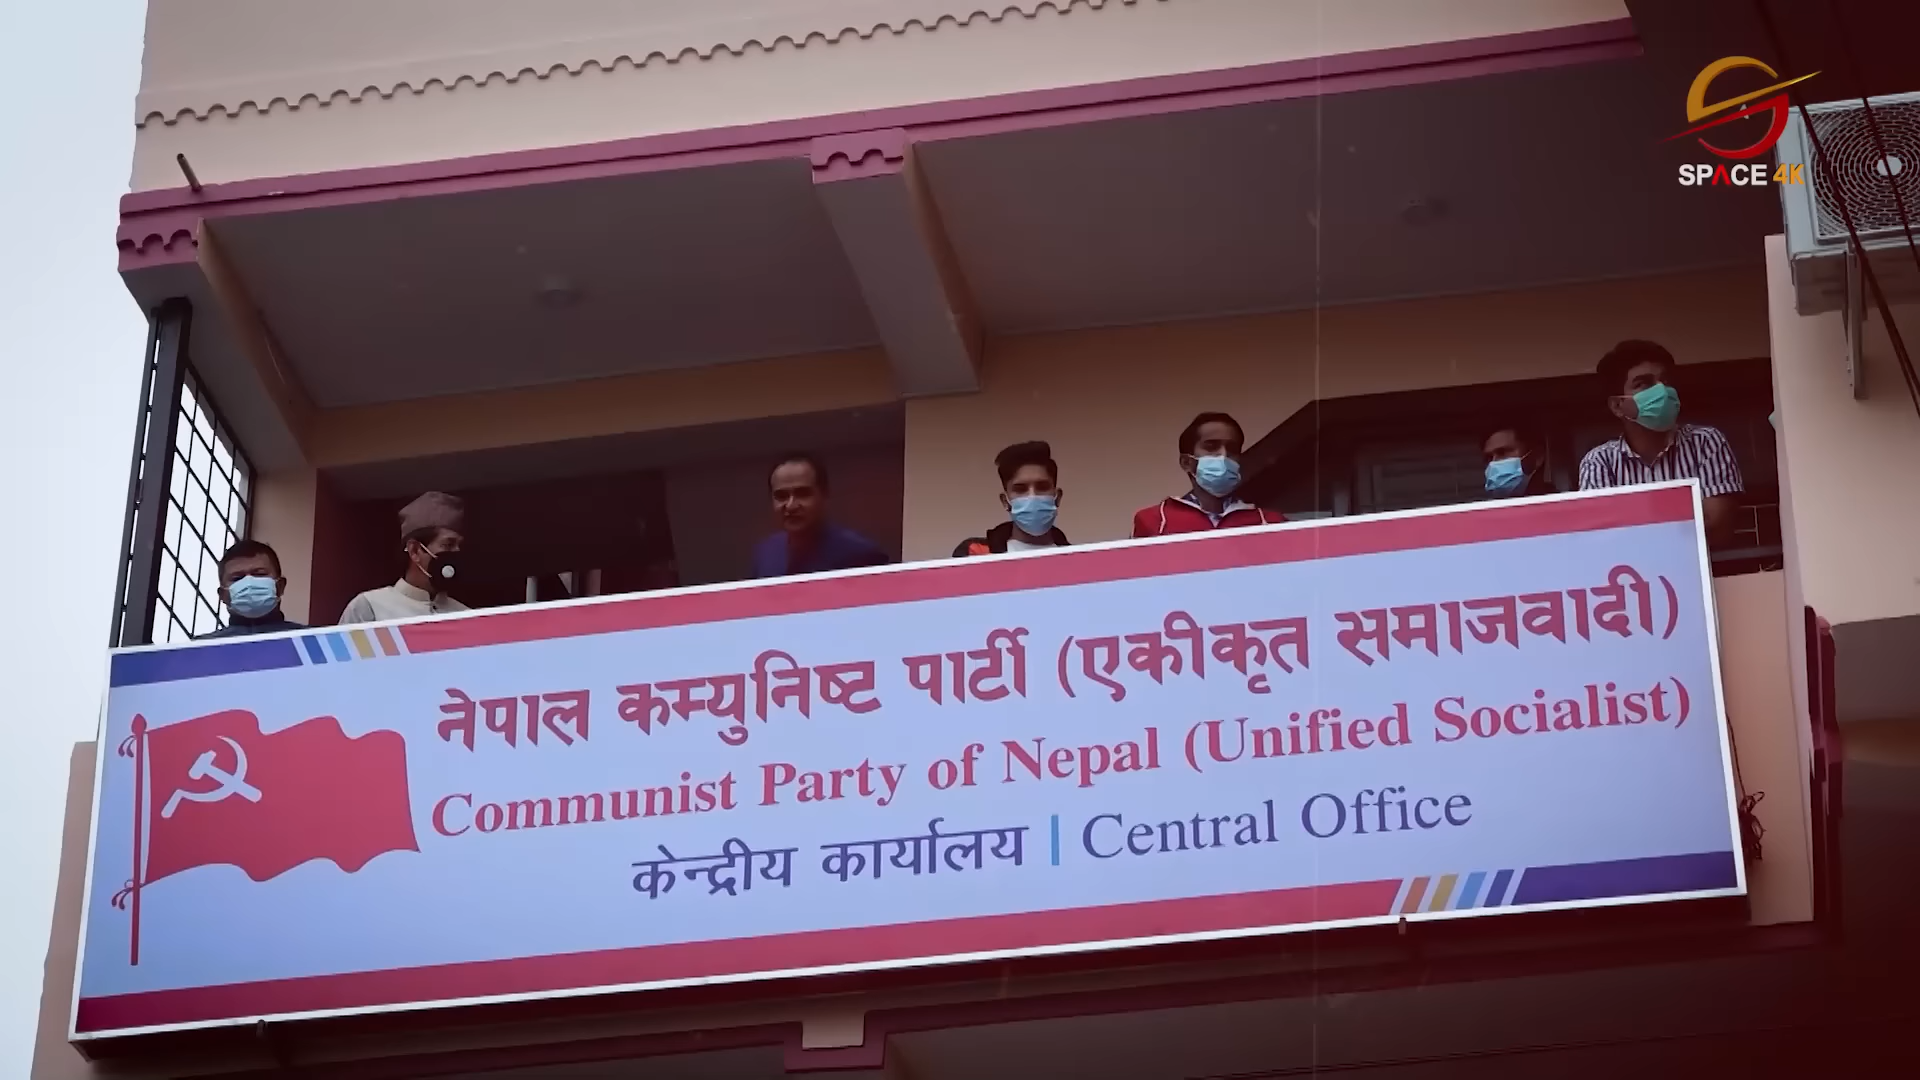 SPACE 4K
नेपाल कम्युनिष्ट पार्टी (एकीकृत समाजवादी)
Communist Party of Nepal (Unified Socialist)
केन्द्रीय कार्यालय | Central Office